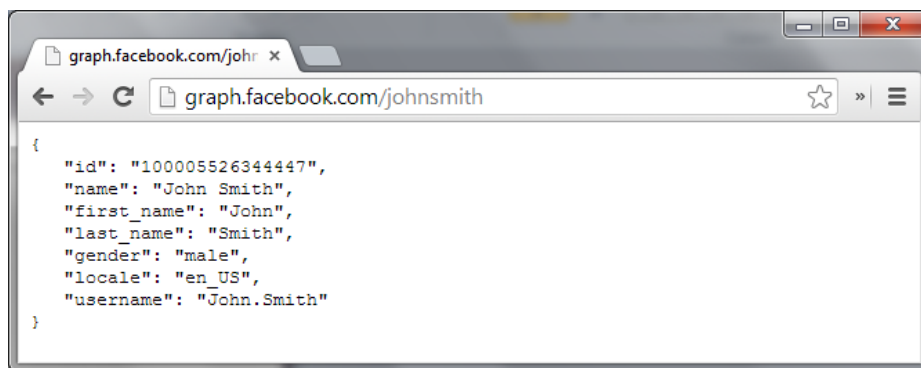 graph.facebook.com/john
graph.facebook.com/johnsmith
{
"id": "100005526344447",
"name": "John Smith",
"first_name": "John",
"last_name": "Smith",
"gender": "male",
"locale": "en_US",
"username": "John.Smith"
}